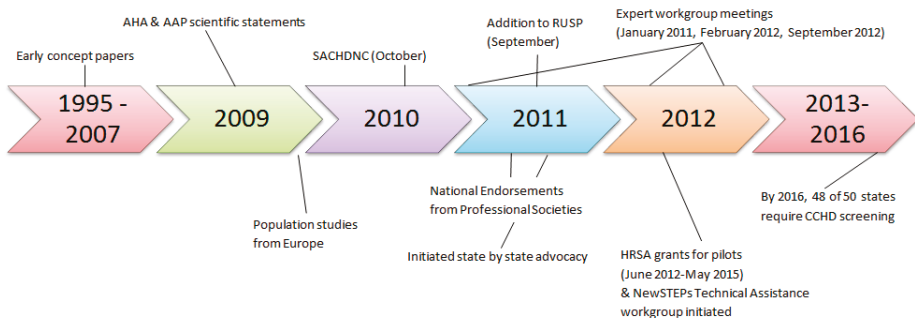 AHA & AAP scientific statements
Early concept papers
SACHDNC (October)
Addition to RUSP
(September)
Expert workgroup meetings
(January 2011, February 2012, September 2012)
1995 -
2007
2009
2010
2011
2012
2013-
2016
Population studies
from Europe
National Endorsements
from Professional Societies
Initiated state by state advocacy
HRSA grants for pilots
(June 2012-May 2015)
& NewSTEPs Technical Assistance
workgroup initiated
By 2016, 48 of 50 states
require CCHD screening